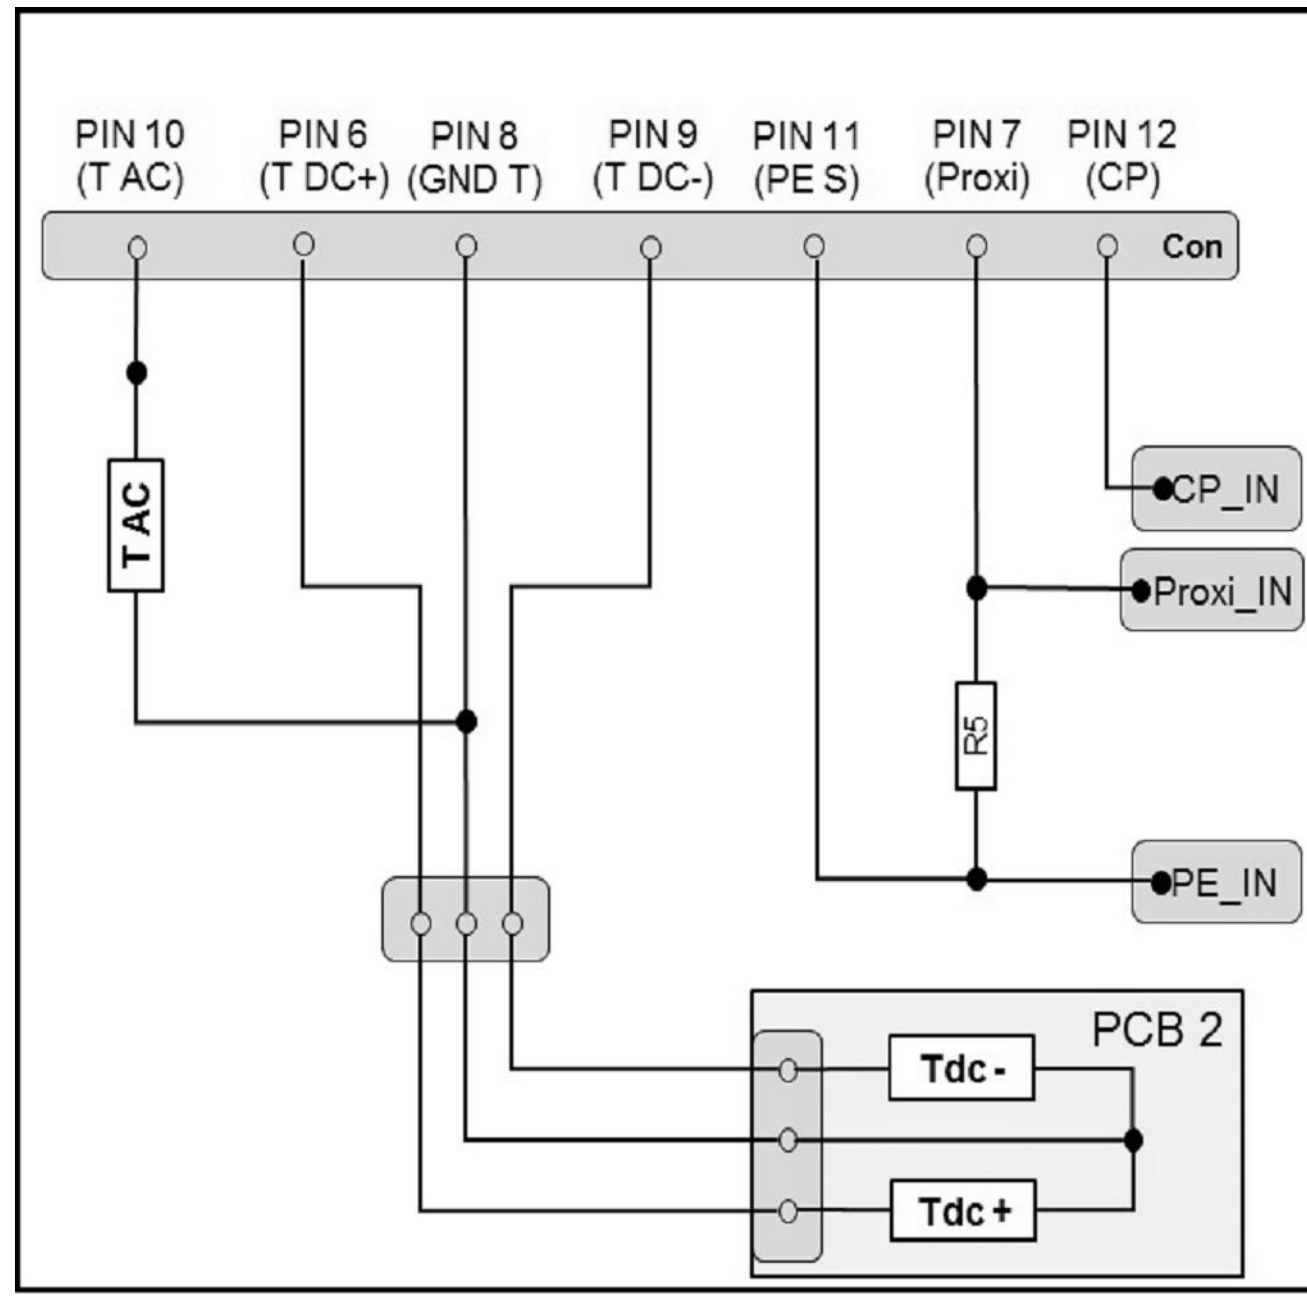 PIN 10
(T AC)
PIN 6
(T DC+)
PIN 8
(GND T)
PIN 9
(T DC-)
PIN 11
(PE S)
PIN 7
(Proxi)
PIN 12
(CP)
Con
T AC
CP_IN
Proxi_IN
R5
PE_IN
PCB 2
Tdc -
Tdc +